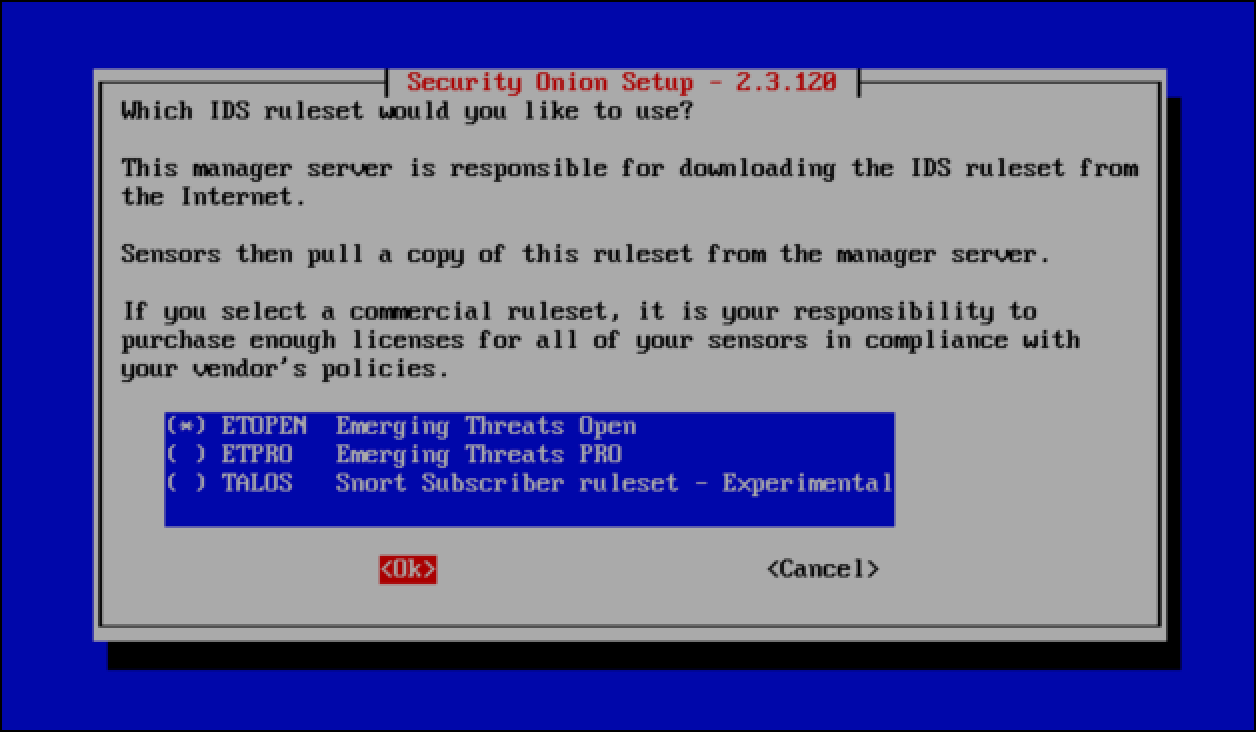 Security Onion Setup - 2.3.120
Which IDS ruleset would you like to use?
This manager server is responsible for downloading the IDS ruleset from
the Internet.
Sensors then pull a copy of this ruleset from the manager server.
If you select a commercial ruleset, it is your responsibility to
purchase enough licenses for all of your sensors in compliance with
your vendor's policies.
(*) ETOPEN  Emerging Threats Open
( ) ETPRO   Emerging Threats PRO
( ) TALOS   Snort Subscriber ruleset - Experimental
<Ok> <Cancel>